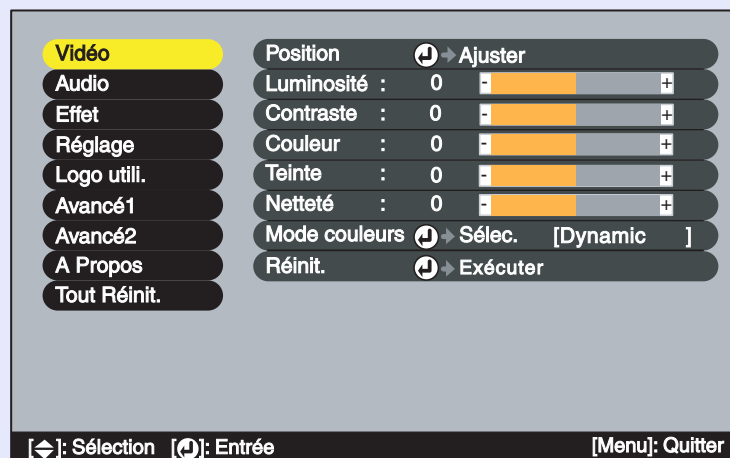 Vidéo
Audio
Effet
Réglage
Logo utili.
Avancé1
Avancé2
A Propos
Tout Réinit.
Position Ajuster
Luminosité : 0 - +
Contraste : 0 - +
Couleur : 0 - +
Teinte : 0 - +
Netteté : 0 - +
Mode couleurs Sélec. [Dynamic ]
Réinit. Exécuter
[ ]: Sélection [ ]: Entrée [Menu]: Quitter